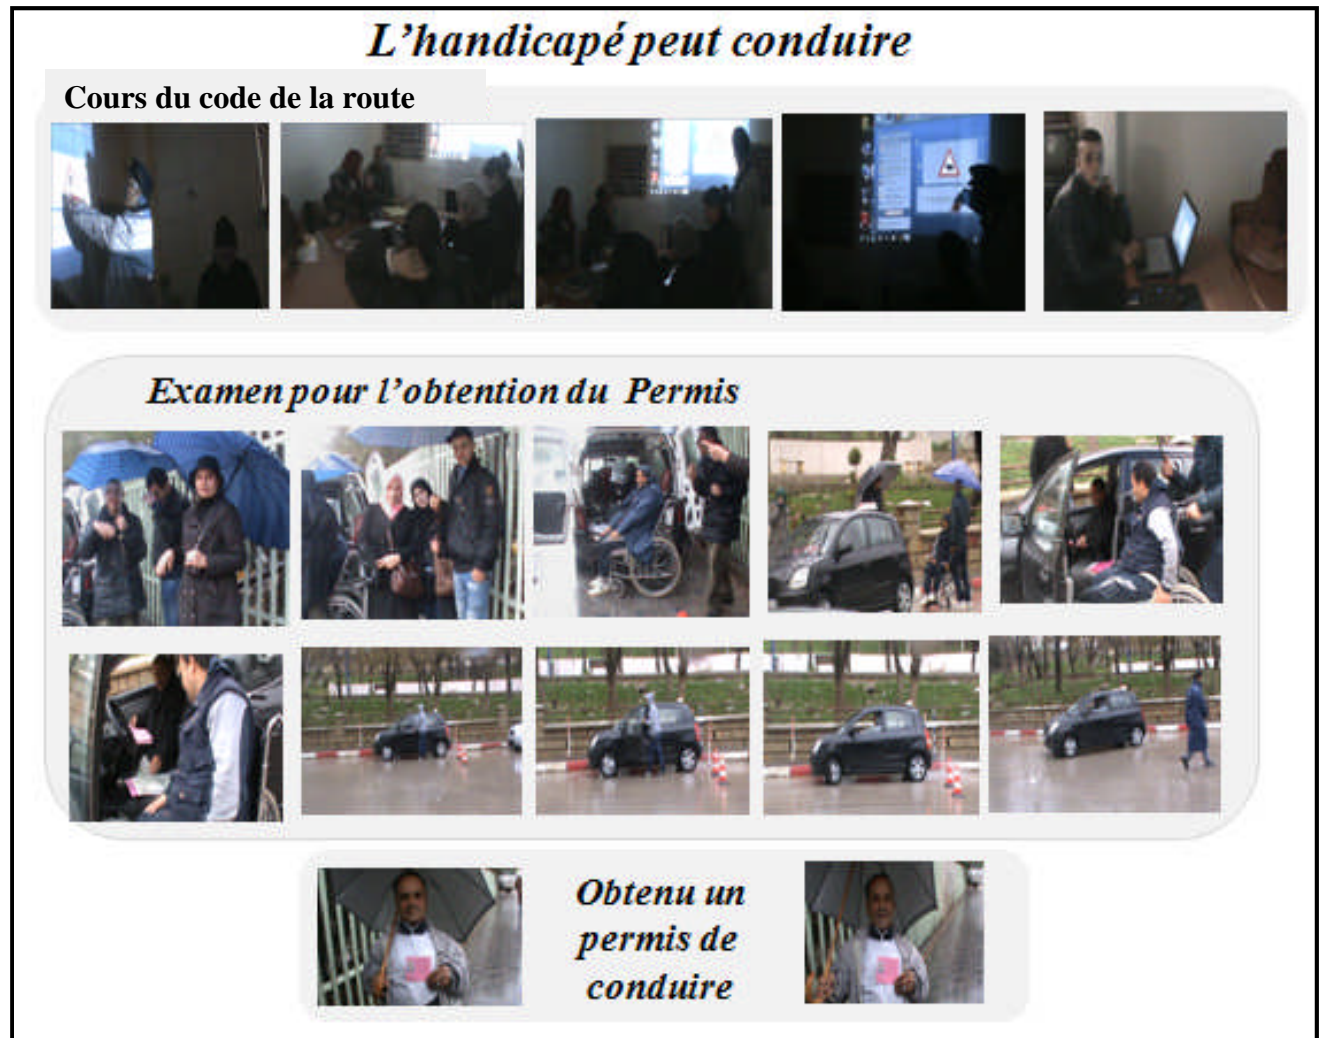 L'handicapé peut conduire
Cours du code de la route
Examen pour l'obtention du Permis
Obtenu un
permis de
conduire